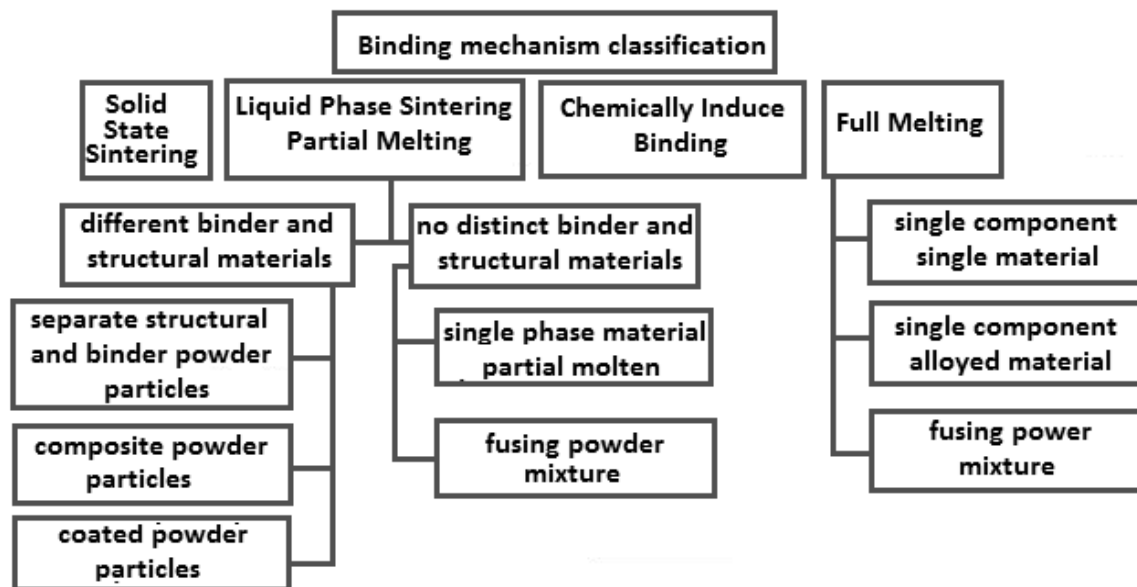 Binding mechanism classification
Solid
State
Sintering
Liquid Phase Sintering
Partial Melting
Chemically Induce
Binding
Full Melting
different binder and
structural materials
no distinct binder and
structural materials
single component
single material
separate structural
and binder powder
particles
single phase material
partial molten
single component
alloyed material
composite powder
particles
fusing powder
mixture
fusing power
mixture
coated powder
particles